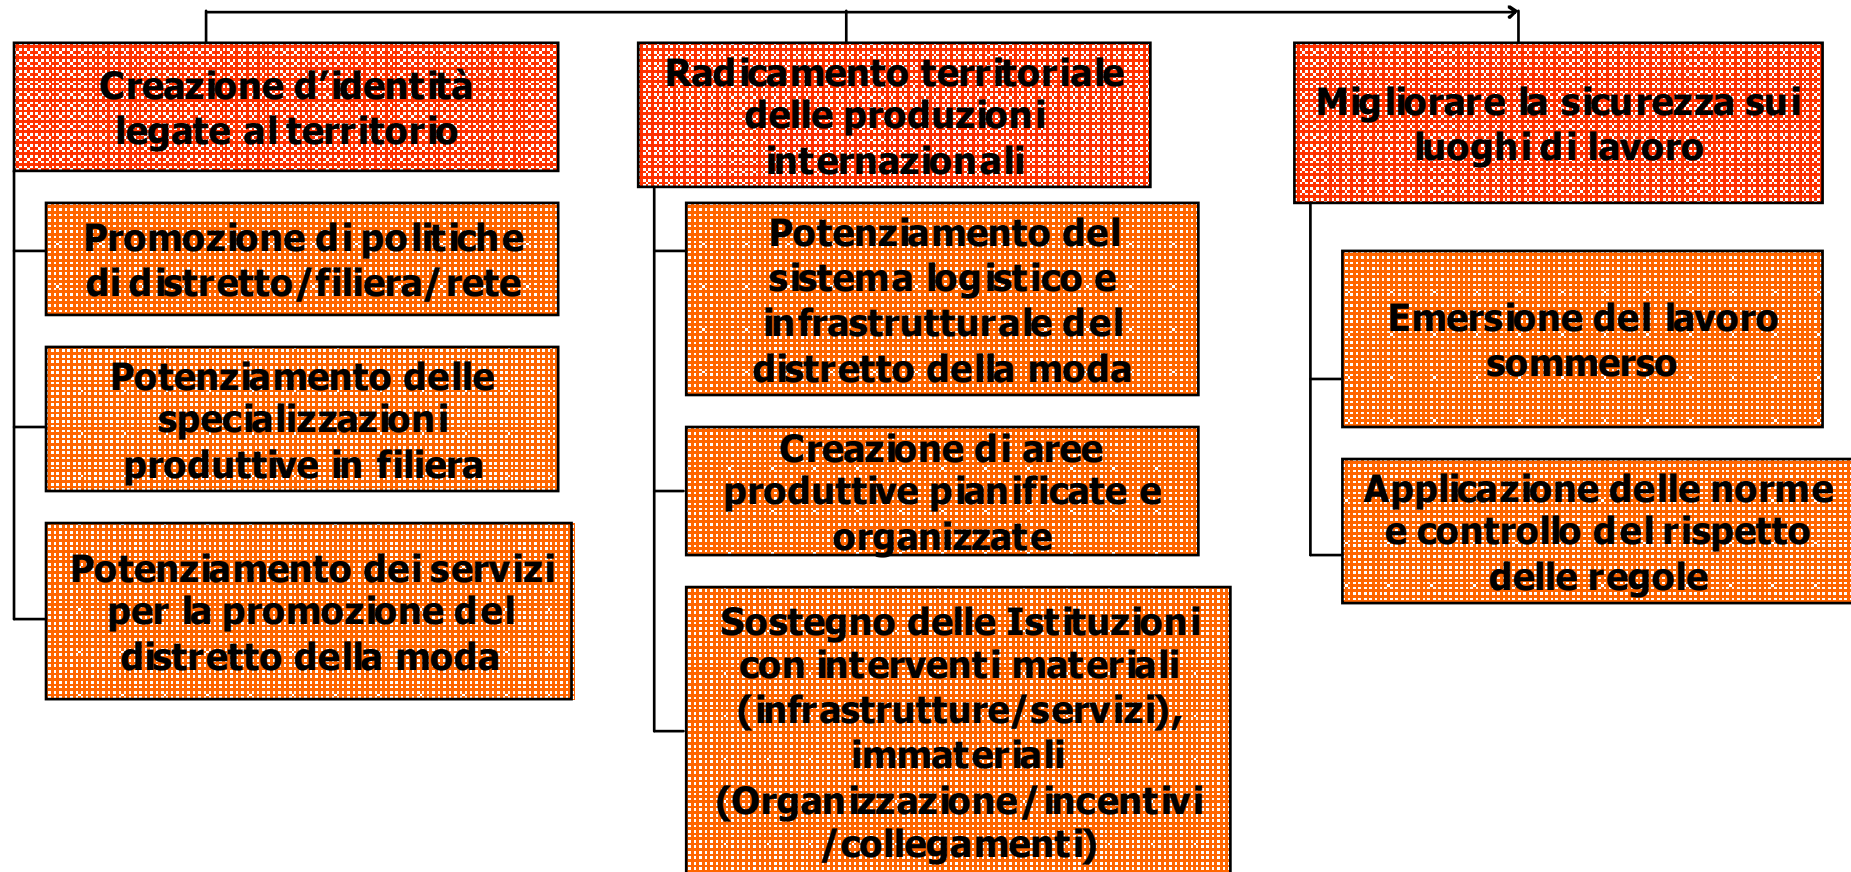 Creazione d’identità
legate al territorio
Promozione di politiche
di distretto/filiera/rete
Potenziamento delle
specializzazioni
produttive in filiera
Potenziamento dei servizi
per la promozione del
distretto della moda
Radicamento territoriale
delle produzioni
internazionali
Potenziamento del
sistema logistico e
infrastrutturale del
distretto della moda
Creazione di aree
produttive pianificate e
organizzate
Sostegno delle Istituzioni
con interventi materiali
(infrastrutture/servizi),
immateriali
(Organizzazione/incentivi
/collegamenti)
Migliorare la sicurezza sui
luoghi di lavoro
Emersione del lavoro
sommerso
Applicazione delle norme
e controllo del rispetto
delle regole